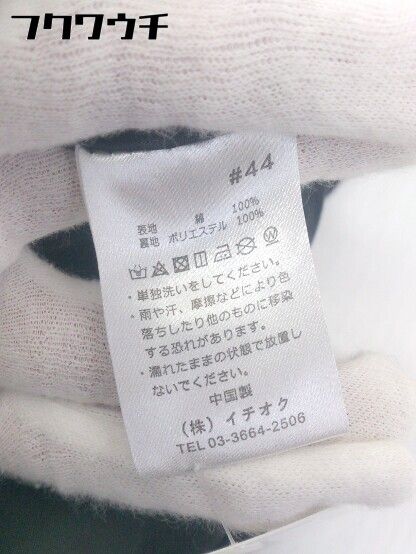 フクワウチ
#44
表地 綿 100%
裏地 ポリエステル 100%
・単独洗いをしてください。
・雨や汗、摩擦などにより色
落ちしたり他のものに移染
する恐れがあります。
・濡れたままの状態で放置し
ないでください。
中国製
(株) イチオク
TEL 03-3664-2506